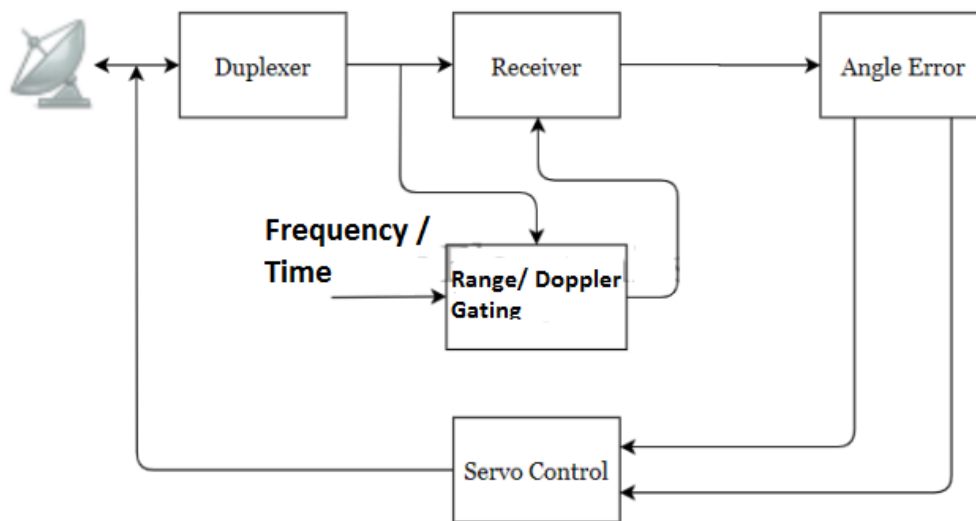 Duplexer
Receiver
Angle Error
Frequency /
Time
Range/ Doppler
Gating
Servo Control